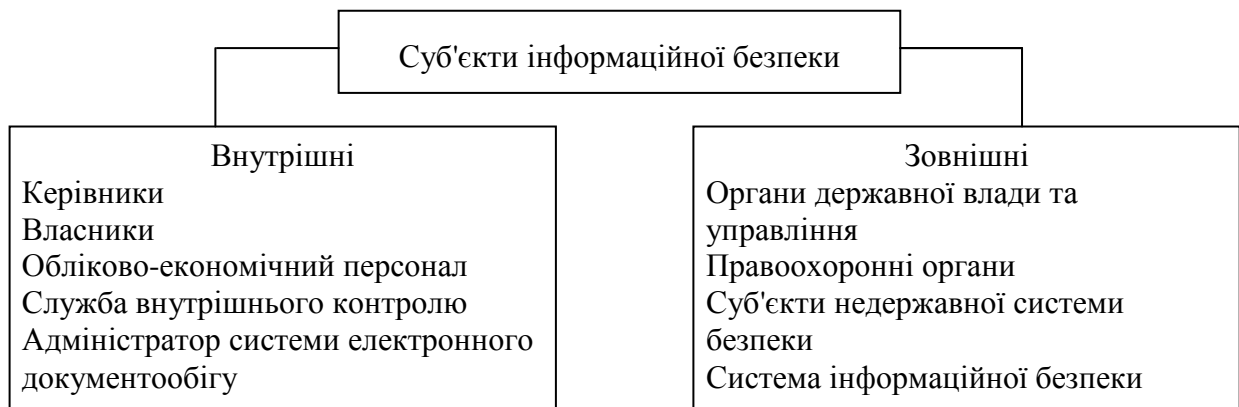 Суб'єкти інформаційної безпеки
Внутрішні
Керівники
Власники
Обліково-економічний персонал
Служба внутрішнього контролю
Адміністратор системи електронного
документообігу
Зовнішні
Органи державної влади та
управління
Правоохоронні органи
Суб'єкти недержавної системи
безпеки
Система інформаційної безпеки